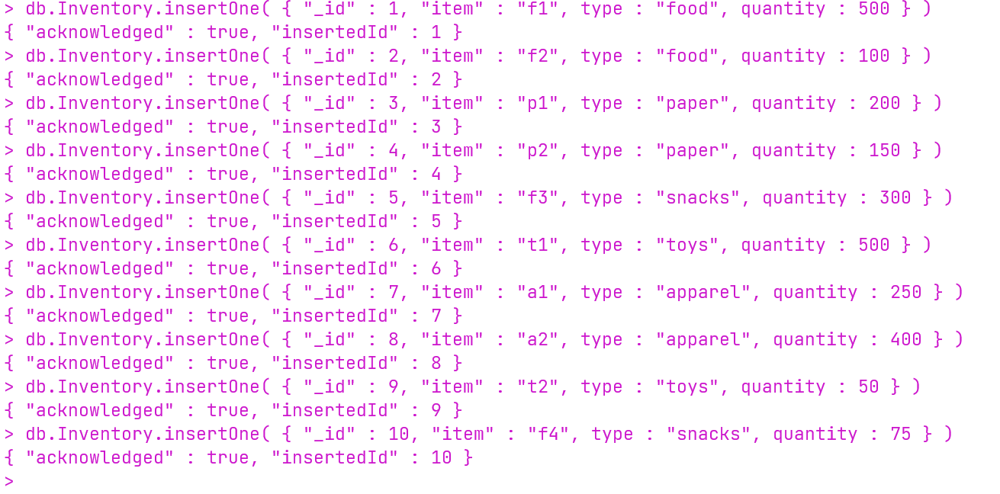 > db.Inventory.insertOne( { "_id" : 1, "item" : "f1", type : "food", quantity : 500 } )
{ "acknowledged" : true, "insertedId" : 1 }
> db.Inventory.insertOne( { "_id" : 2, "item" : "f2", type : "food", quantity : 100 } )
{ "acknowledged" : true, "insertedId" : 2 }
> db.Inventory.insertOne( { "_id" : 3, "item" : "p1", type : "paper", quantity : 200 } )
{ "acknowledged" : true, "insertedId" : 3 }
> db.Inventory.insertOne( { "_id" : 4, "item" : "p2", type : "paper", quantity : 150 } )
{ "acknowledged" : true, "insertedId" : 4 }
> db.Inventory.insertOne( { "_id" : 5, "item" : "f3", type : "snacks", quantity : 300 } )
{ "acknowledged" : true, "insertedId" : 5 }
> db.Inventory.insertOne( { "_id" : 6, "item" : "t1", type : "toys", quantity : 500 } )
{ "acknowledged" : true, "insertedId" : 6 }
> db.Inventory.insertOne( { "_id" : 7, "item" : "a1", type : "apparel", quantity : 250 } )
{ "acknowledged" : true, "insertedId" : 7 }
> db.Inventory.insertOne( { "_id" : 8, "item" : "a2", type : "apparel", quantity : 400 } )
{ "acknowledged" : true, "insertedId" : 8 }
> db.Inventory.insertOne( { "_id" : 9, "item" : "t2", type : "toys", quantity : 50 } )
{ "acknowledged" : true, "insertedId" : 9 }
> db.Inventory.insertOne( { "_id" : 10, "item" : "f4", type : "snacks", quantity : 75 } )
{ "acknowledged" : true, "insertedId" : 10 }
>